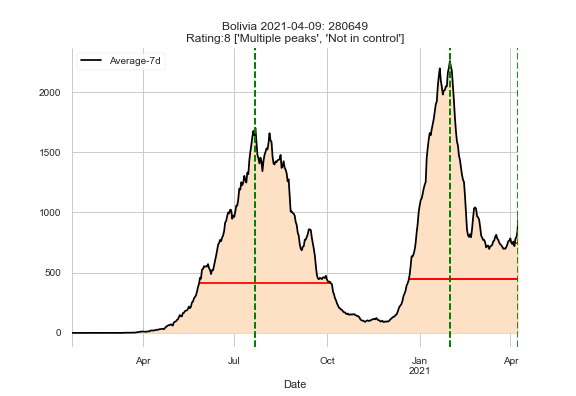 Bolivia 2021-04-09: 280649
Rating:8 ['Multiple peaks', 'Not in control']
Average-7d
2000
1500
1000
500
0
Apr
Jul
Oct
Jan
2021
Apr
Date